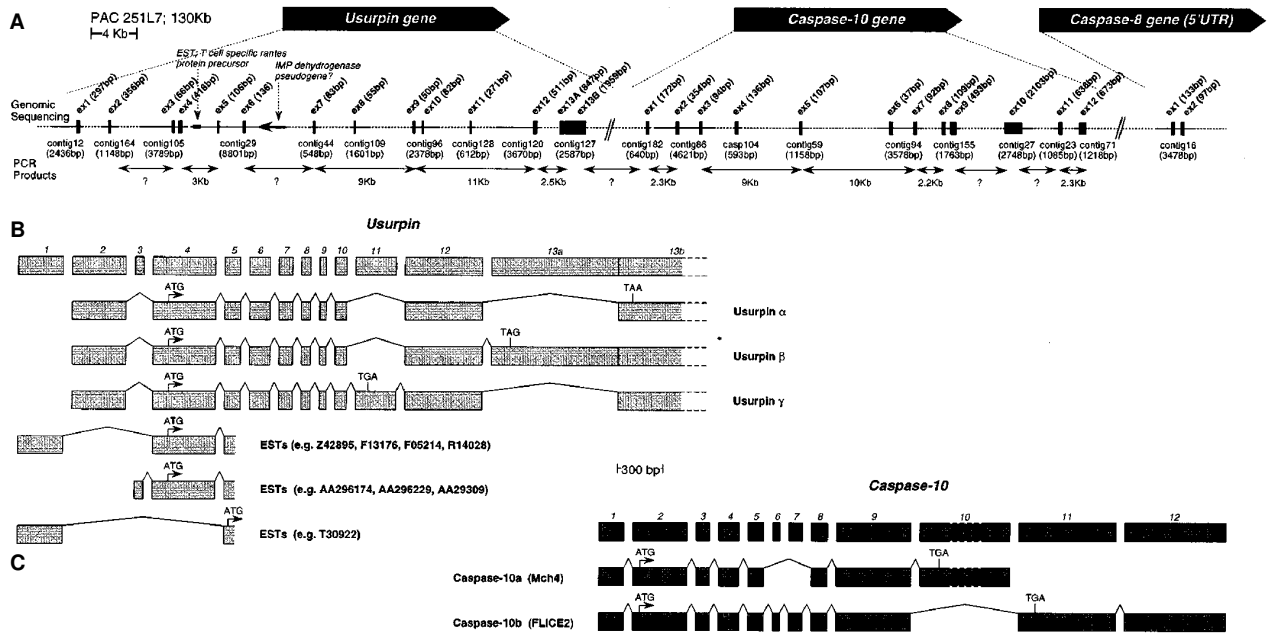 A
PAC 251L7; 130Kb
4 Kb
Usurpin gene
Caspase-10 gene
Caspase-8 gene (5'UTR)
EST; T cell specific rantes
protein precursor
IMP dehydrogenase
pseudogene?
Genomic
Sequencing
ex1 (297bp)
ex2 (356bp)
ex3 (66bp)
ex4 (418bp)
ex5 (106bp)
ex6 (136)
ex7 (83bp)
ex8 (55bp)
ex9 (50bp)
ex10 (82bp)
ex11 (271bp)
ex12 (511bp)
ex13A (847bp)
ex13B (1959bp)
ex1 (172bp)
ex2 (354bp)
ex3 (84bp)
ex4 (136bp)
ex5 (107bp)
ex6 (37bp)
ex7 (92bp)
ex8 (109bp)
ex9 (493bp)
ex10 (2103bp)
ex11 (638bp)
ex12 (673bp)
ex1 (133bp)
ex2 (97bp)
contig12 contig164 contig105 contig29 contig44 contig109 contig96 contig128 contig120 contig127 contig182 contig66 casp104 contig59 contig94 contig155 contig27 contig23 contig71 contig16
(2436bp) (1148bp) (3789bp) (8801bp) (548bp) (1601bp) (2378bp) (612bp) (3670bp) (2587bp) (640bp) (4621bp) (593bp) (1158bp) (3578bp) (1763bp) (2748bp) (1085bp) (1218bp) (3478bp)
PCR
Products
? 3Kb ? 9Kb 11Kb 2.5Kb ? 2.3Kb 9Kb 10Kb 2.2Kb ? ? 2.3Kb
B
Usurpin
1 2 3 4 5 6 7 8 9 10 11 12 13a 13b
ATG TAA
Usurpin α
ATG TAG
Usurpin β
*
ATG TGA
Usurpin γ
ATG
ESTs (e.g. Z42895, F13176, F05214, R14028)
ATG
ESTs (e.g. AA296174, AA296229, AA29309)
ATG
ESTs (e.g. T30922)
300 bp
C
Caspase-10
1 2 3 4 5 6 7 8 9 10 11 12
ATG TGA
Caspase-10a (Mch4)
ATG TGA
Caspase-10b (FLICE2)